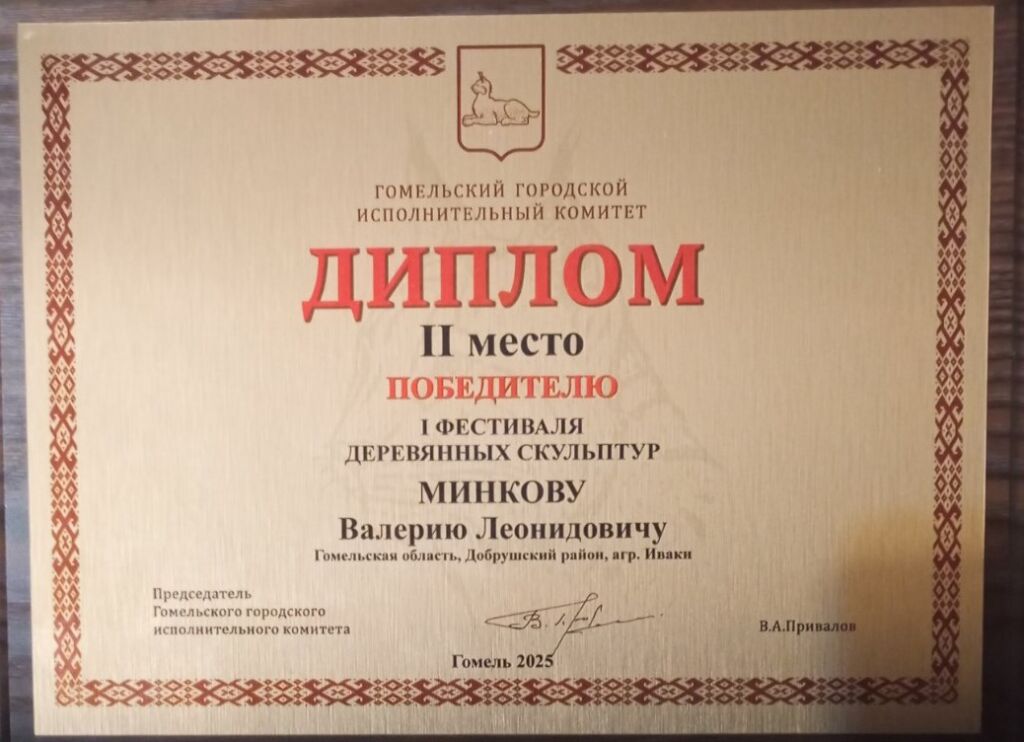 ГОМЕЛЬСКИЙ ГОРОДСКОЙ
ИСПОЛНИТЕЛЬНЫЙ КОМИТЕТ
ДИПЛОМ
II место
ПОБЕДИТЕЛЮ
I ФЕСТИВАЛЯ
ДЕРЕВЯННЫХ СКУЛЬПТУР
МИНКОВУ
Валерию Леонидовичу
Гомельская область, Добрушский район, агр. Иваки
Председатель
Гомельского городского
исполнительного комитета
В.А.Привалов
Гомель 2025